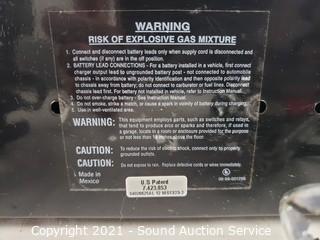 WARNING
RISK OF EXPLOSIVE GAS MIXTURE
1. Connect and disconnect battery leads only when supply cord is disconnected and
all switches (if any) are in the off position.
2. BATTERY LEAD CONNECTIONS - For a battery installed in a vehicle, first connect
charger output lead to ungrounded battery post - not connected to automobile
chassis - in accordance with polarity identification and then opposite polarity lead
to chassis away from battery; do not connect to carburetor or fuel lines. Disconnect
chassis lead first. For battery not installed in vehicle, refer to Instruction Manual.
3. Do not over-charge battery - See Instruction Manual.
4. Do not smoke, strike a match, or cause a spark in vicinity of battery during charging.
5. Use in well-ventilated area.
WARNING: This equipment employs parts, such as switches and relays,
that tend to produce arcs or sparks and therefore, if used in a
garage, locate in a room or enclosure provided for the purpose
or not less than 18 inches above the floor
CAUTION: To reduce the risk of electric shock, connect only to properly
grounded outlet.
CAUTION: Do not expose to rain. Replace defective cords or wires immediately.
Made in
Mexico
U.S Patent
7,423,853
Copyright © 2021 - BidCorp Auctions